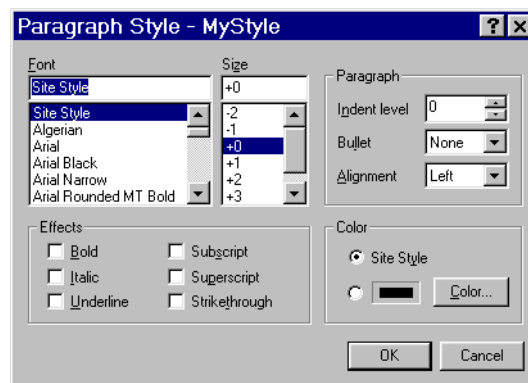 Paragraph Style - MyStyle
Font
Size
Site Style
+0
Site Style
Algerian
Arial
Arial Black
Arial Narrow
Arial Rounded MT Bold
-2
-1
+0
+1
+2
+3
Paragraph
Indent level
0
Bullet
None
Alignment
Left
Effects
Bold
Subscript
Italic
Superscript
Underline
Strikethrough
Color
Site Style
Color...
OK
Cancel